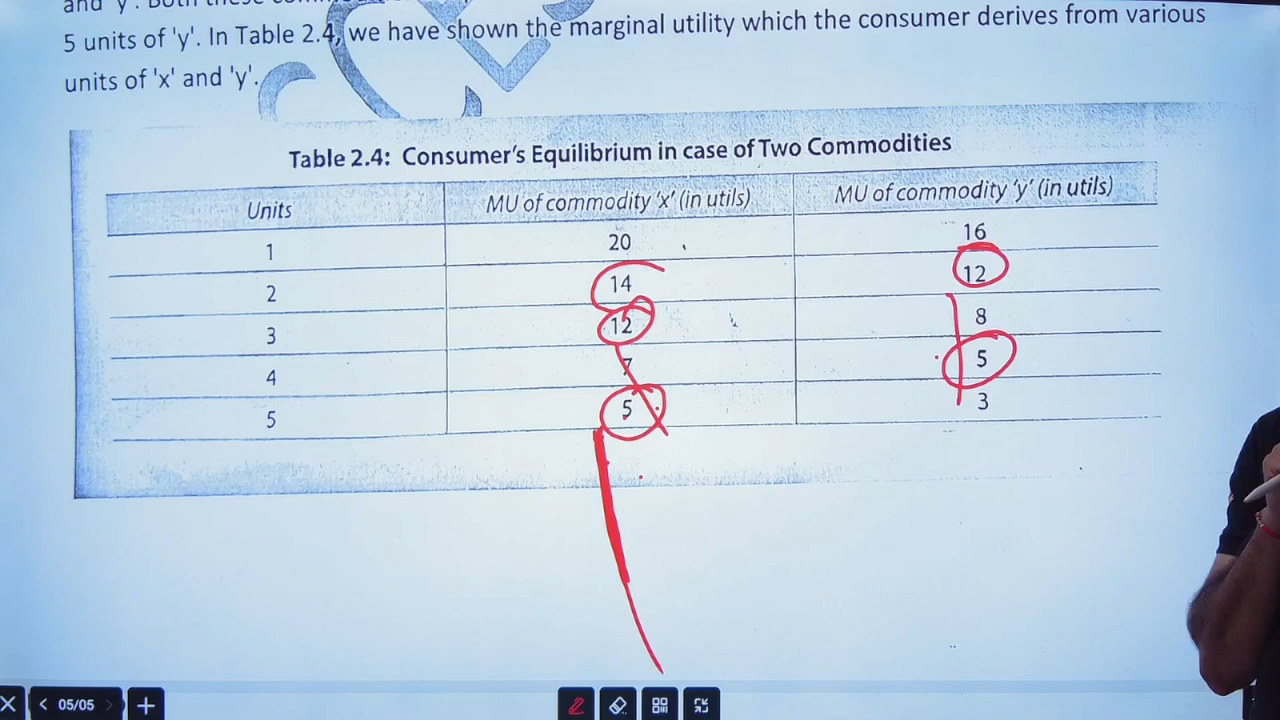 and 'y'. Both these
5 units of 'y'. In Table 2.4, we have shown the marginal utility which the consumer derives from various
units of 'x' and 'y'.
Table 2.4: Consumer's Equilibrium in case of Two Commodities
Units MU of commodity 'x' (in utils) MU of commodity 'y' (in utils)
1 20 16
2 14 12
3 12 8
4 7 5
5 5 3
05/05